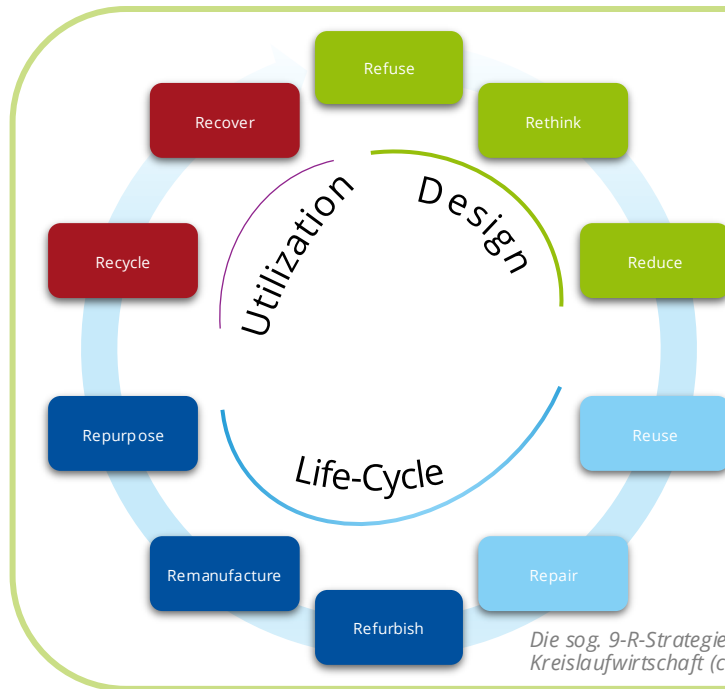 Refuse
Rethink
Reduce
Reuse
Repair
Refurbish
Remanufacture
Repurpose
Recycle
Recover
Design
Life-Cycle
Utilization
Die sog. 9-R-Strategie
Kreislaufwirtschaft (c